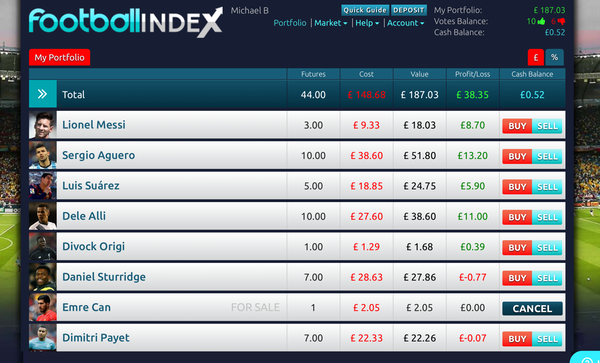 footballINDEX
Michael B
Quick Guide DEPOSIT
Portfolio | Market | Help | Account
My Portfolio: £ 187.03
Votes Balance: 10 6
Cash Balance: £0.52
My Portfolio £ %
Futures Cost Value Profit/Loss Cash Balance
Total 44.00 £ 148.68 £ 187.03 £ 38.35 £0.52
Lionel Messi 3.00 £ 9.33 £ 18.03 £8.70 BUY SELL
Sergio Aguero 10.00 £ 38.60 £ 51.80 £13.20 BUY SELL
Luis Suárez 5.00 £ 18.85 £ 24.75 £5.90 BUY SELL
Dele Alli 10.00 £ 27.60 £ 38.60 £11.00 BUY SELL
Divock Origi 1.00 £ 1.29 £ 1.68 £0.39 BUY SELL
Daniel Sturridge 7.00 £ 28.63 £ 27.86 £-0.77 BUY SELL
Emre Can FOR SALE 1 £ 2.05 £ 2.05 £0.00 CANCEL
Dimitri Payet 7.00 £ 22.33 £ 22.26 £-0.07 BUY SELL